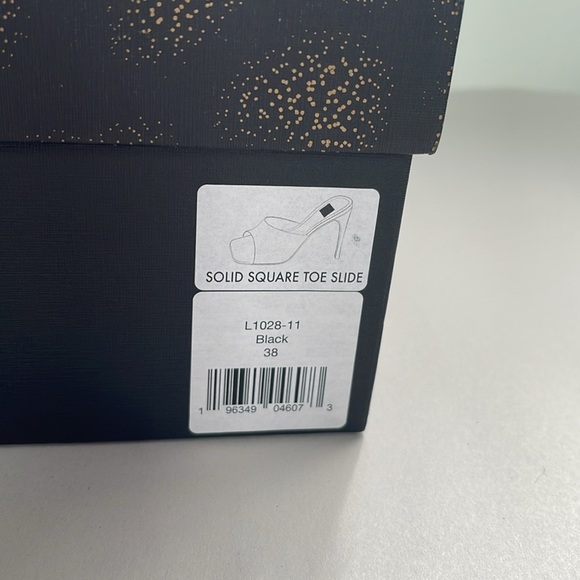 SOLID SQUARE TOE SLIDE
L1028-11
Black
38
1 96349 04607 3